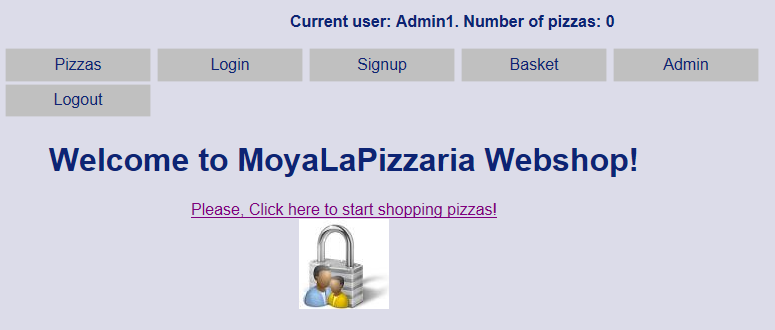 Current user: Admin1. Number of pizzas: 0
Pizzas Login Signup Basket Admin
Logout
Welcome to MoyaLaPizzaria Webshop!
Please, Click here to start shopping pizzas!